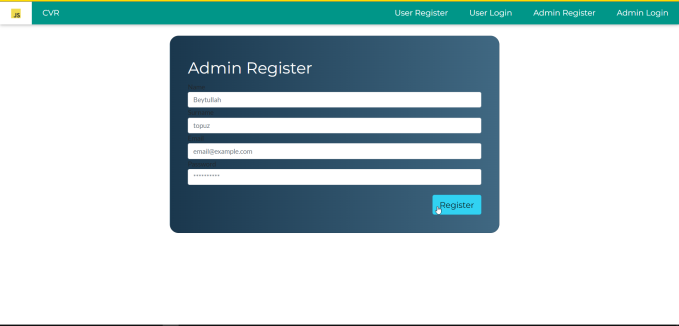 JS CVR User Register User Login Admin Register Admin Login
Admin Register
Beytullah
topuz
email@example.com
**********
Register